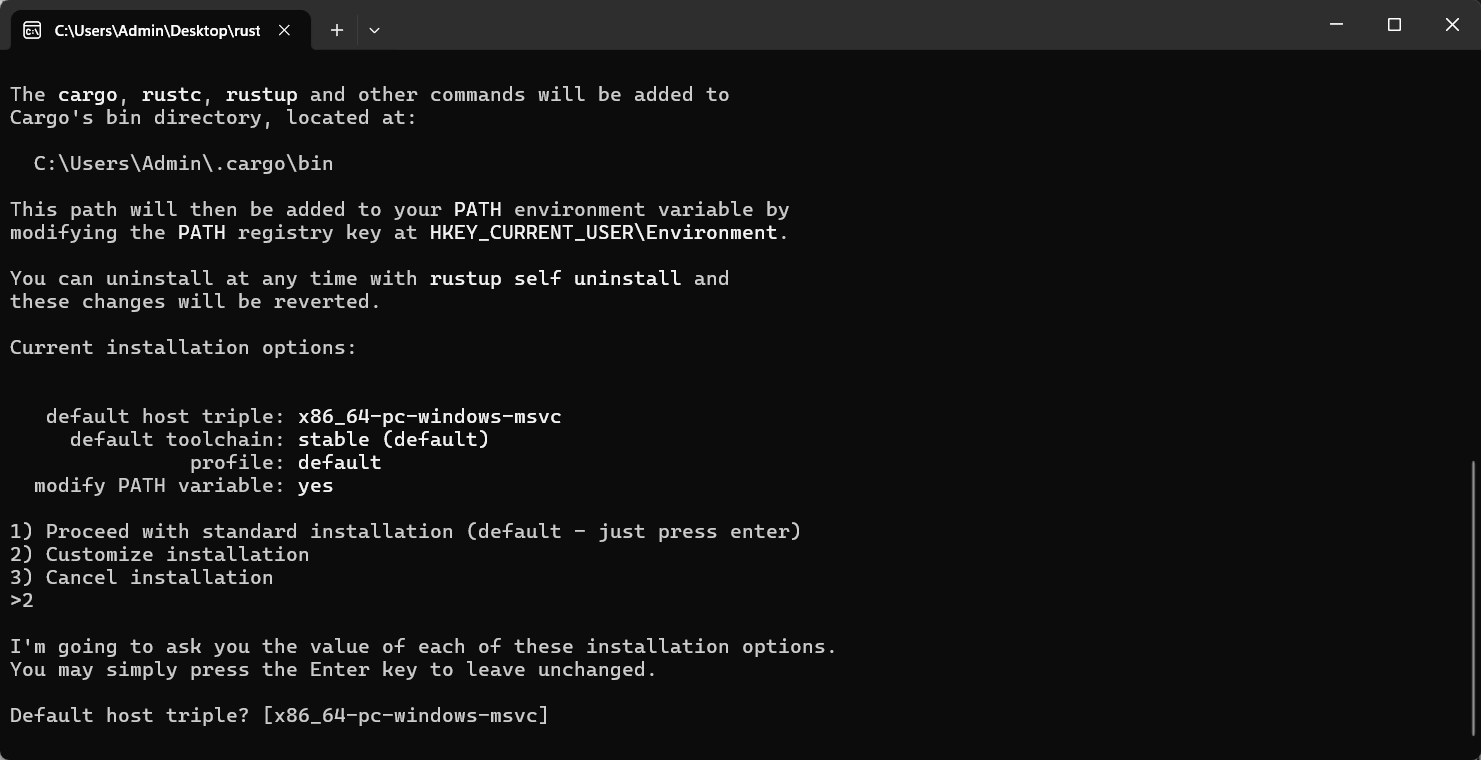 C:\Users\Admin\Desktop\rust
The cargo, rustc, rustup and other commands will be added to
Cargo's bin directory, located at:
C:\Users\Admin\.cargo\bin
This path will then be added to your PATH environment variable by
modifying the PATH registry key at HKEY_CURRENT_USER\Environment.
You can uninstall at any time with rustup self uninstall and
these changes will be reverted.
Current installation options:
default host triple: x86_64-pc-windows-msvc
default toolchain: stable (default)
profile: default
modify PATH variable: yes
1) Proceed with standard installation (default - just press enter)
2) Customize installation
3) Cancel installation
>2
I'm going to ask you the value of each of these installation options.
You may simply press the Enter key to leave unchanged.
Default host triple? [x86_64-pc-windows-msvc]